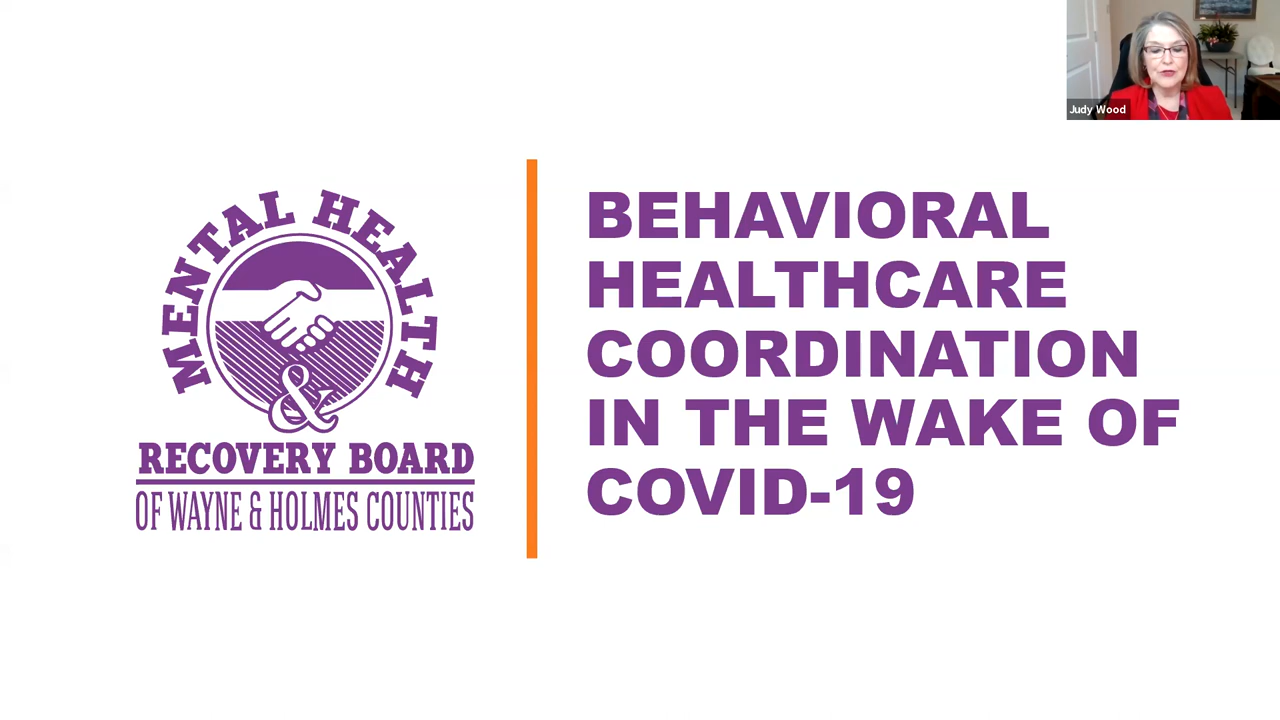 Judy Wood
MENTAL HEALTH
&
RECOVERY BOARD
OF WAYNE & HOLMES COUNTIES
BEHAVIORAL
HEALTHCARE
COORDINATION
IN THE WAKE OF
COVID-19